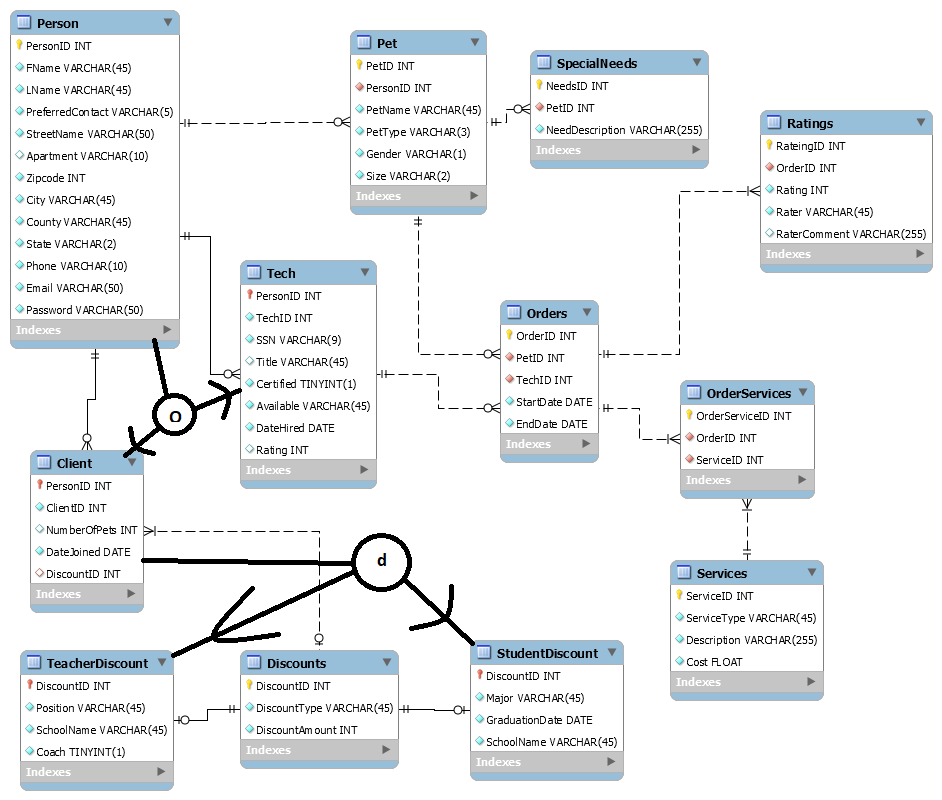 Person
PersonID INT
FName VARCHAR(45)
LName VARCHAR(45)
PreferredContact VARCHAR(5)
StreetName VARCHAR(50)
Apartment VARCHAR(10)
Zipcode INT
City VARCHAR(45)
County VARCHAR(45)
State VARCHAR(2)
Phone VARCHAR(10)
Email VARCHAR(50)
Password VARCHAR(50)
Indexes
Pet
PetID INT
PersonID INT
PetName VARCHAR(45)
PetType VARCHAR(3)
Gender VARCHAR(1)
Size VARCHAR(2)
Indexes
SpecialNeeds
NeedsID INT
PetID INT
NeedDescription VARCHAR(255)
Indexes
Ratings
RateingID INT
OrderID INT
Rating INT
Rater VARCHAR(45)
RaterComment VARCHAR(255)
Indexes
Tech
PersonID INT
TechID INT
SSN VARCHAR(9)
Title VARCHAR(45)
Certified TINYINT(1)
Available VARCHAR(45)
DateHired DATE
Rating INT
Indexes
Orders
OrderID INT
PetID INT
TechID INT
StartDate DATE
EndDate DATE
Indexes
OrderServices
OrderServiceID INT
OrderID INT
ServiceID INT
Indexes
O
Client
PersonID INT
ClientID INT
NumberOfPets INT
DateJoined DATE
DiscountID INT
Indexes
d
Services
ServiceID INT
ServiceType VARCHAR(45)
Description VARCHAR(255)
Cost FLOAT
Indexes
TeacherDiscount
DiscountID INT
Position VARCHAR(45)
SchoolName VARCHAR(45)
Coach TINYINT(1)
Indexes
Discounts
DiscountID INT
DiscountType VARCHAR(45)
DiscountAmount INT
Indexes
StudentDiscount
DiscountID INT
Major VARCHAR(45)
GraduationDate DATE
SchoolName VARCHAR(45)
Indexes